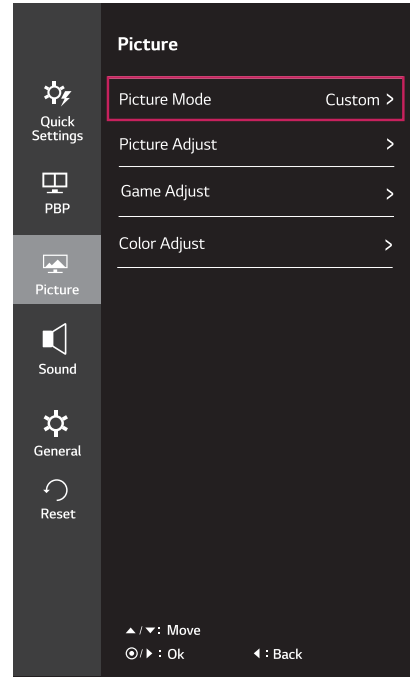 Picture
Quick
Settings
PBP
Picture
Sound
General
Reset
Picture Mode Custom >
Picture Adjust >
Game Adjust >
Color Adjust >
▲/▼: Move
◉/▶ : Ok ◀ : Back